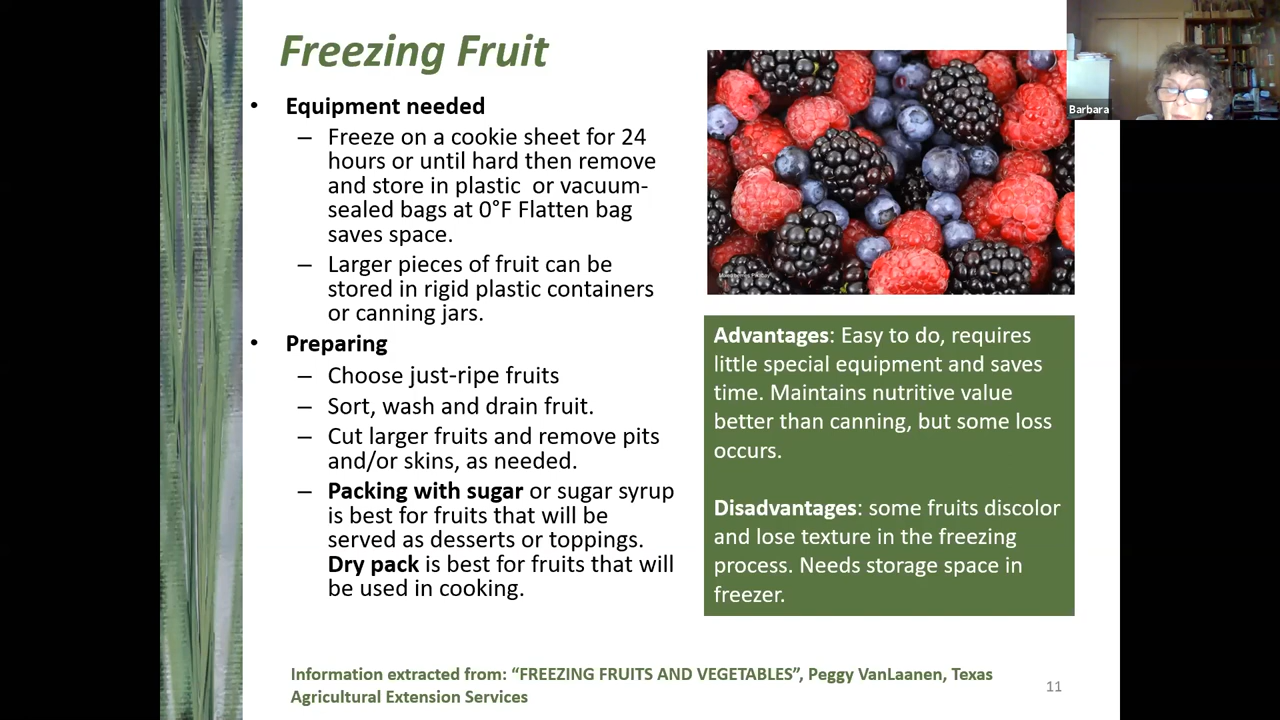 Freezing Fruit
• Equipment needed
– Freeze on a cookie sheet for 24
hours or until hard then remove
and store in plastic or vacuum-
sealed bags at 0°F Flatten bag
saves space.
– Larger pieces of fruit can be
stored in rigid plastic containers
or canning jars.
• Preparing
– Choose just-ripe fruits
– Sort, wash and drain fruit.
– Cut larger fruits and remove pits
and/or skins, as needed.
– Packing with sugar or sugar syrup
is best for fruits that will be
served as desserts or toppings.
Dry pack is best for fruits that will
be used in cooking.
Barbara
Advantages: Easy to do, requires
little special equipment and saves
time. Maintains nutritive value
better than canning, but some loss
occurs.
Disadvantages: some fruits discolor
and lose texture in the freezing
process. Needs storage space in
freezer.
Information extracted from: “FREEZING FRUITS AND VEGETABLES”, Peggy VanLaanen, Texas
Agricultural Extension Services
11